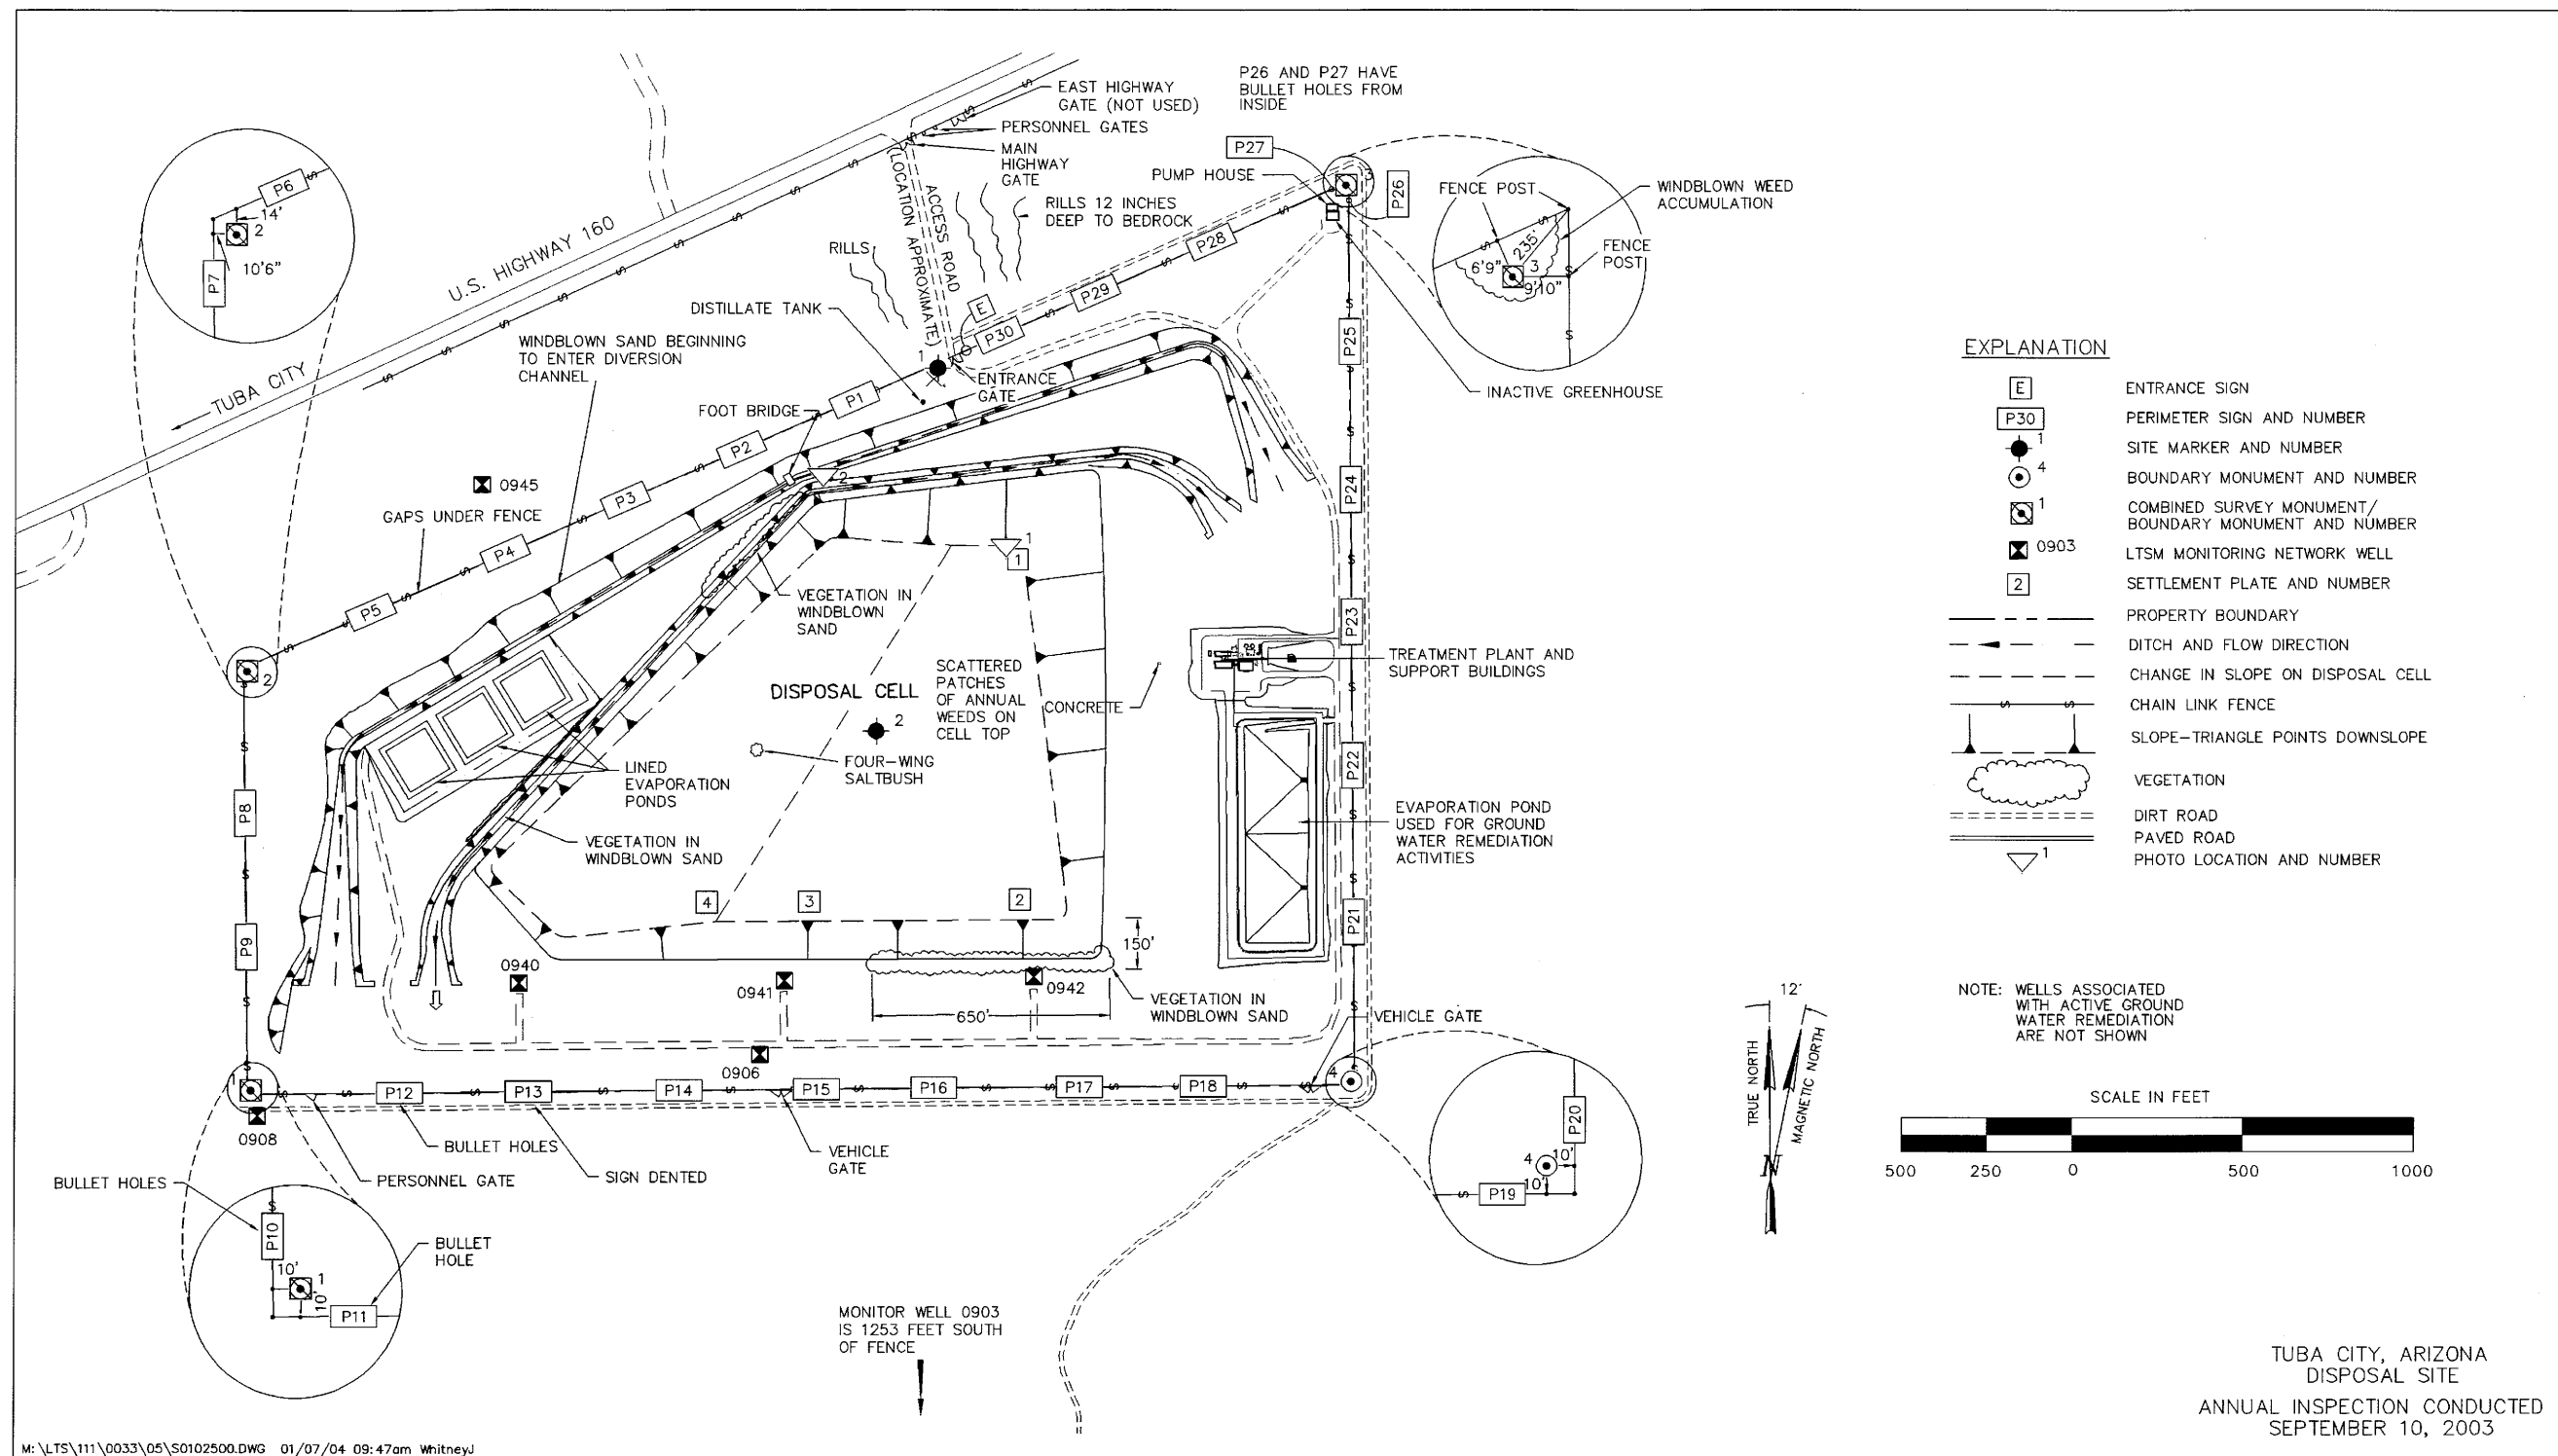 EAST HIGHWAY
GATE (NOT USED)
PERSONNEL GATES
MAIN
HIGHWAY
GATE
P26 AND P27 HAVE
BULLET HOLES FROM
INSIDE
P27
PUMP HOUSE
3
P26
FENCE POST
WINDBLOWN WEED
ACCUMULATION
235'
FENCE
POST
6'9"
3
9'10"
P6
14'
2
10'6"
P7
U.S. HIGHWAY 160
TUBA CITY
ACCESS ROAD
(LOCATION APPROXIMATE)
RILLS 12 INCHES
DEEP TO BEDROCK
RILLS
P28
P29
E
P30
DISTILLATE TANK
1
ENTRANCE
GATE
INACTIVE GREENHOUSE
P25
WINDBLOWN SAND BEGINNING
TO ENTER DIVERSION
CHANNEL
FOOT BRIDGE
P1
P2
P3
P4
P5
2
0945
GAPS UNDER FENCE
P24
1
1
VEGETATION IN
WINDBLOWN
SAND
P23
2
SCATTERED
PATCHES
OF ANNUAL
WEEDS ON
CELL TOP
DISPOSAL CELL
2
CONCRETE
TREATMENT PLANT AND
SUPPORT BUILDINGS
FOUR-WING
SALTBUSH
LINED
EVAPORATION
PONDS
P22
P8
VEGETATION IN
WINDBLOWN SAND
EVAPORATION POND
USED FOR GROUND
WATER REMEDIATION
ACTIVITIES
4
3
2
P21
P9
150'
0940
0941
0942
650'
VEGETATION IN
WINDBLOWN SAND
VEHICLE GATE
0906
1
P12
P13
P14
P15
P16
P17
P18
4
0908
BULLET HOLES
VEHICLE
GATE
SIGN DENTED
PERSONNEL GATE
BULLET HOLES
P10
10'
1
10'
P11
BULLET
HOLE
P20
4
10'
10'
P19
MONITOR WELL 0903
IS 1253 FEET SOUTH
OF FENCE
EXPLANATION
E ENTRANCE SIGN
P30 PERIMETER SIGN AND NUMBER
1 SITE MARKER AND NUMBER
4 BOUNDARY MONUMENT AND NUMBER
1 COMBINED SURVEY MONUMENT/
BOUNDARY MONUMENT AND NUMBER
0903 LTSM MONITORING NETWORK WELL
2 SETTLEMENT PLATE AND NUMBER
PROPERTY BOUNDARY
DITCH AND FLOW DIRECTION
CHANGE IN SLOPE ON DISPOSAL CELL
CHAIN LINK FENCE
SLOPE-TRIANGLE POINTS DOWNSLOPE
VEGETATION
DIRT ROAD
PAVED ROAD
1 PHOTO LOCATION AND NUMBER
NOTE: WELLS ASSOCIATED
WITH ACTIVE GROUND
WATER REMEDIATION
ARE NOT SHOWN
12'
TRUE NORTH
MAGNETIC NORTH
N
SCALE IN FEET
500 250 0 500 1000
TUBA CITY, ARIZONA
DISPOSAL SITE
ANNUAL INSPECTION CONDUCTED
SEPTEMBER 10, 2003
M:\LTS\111\0033\05\S0102500.DWG 01/07/04 09:47am WhitneyJ